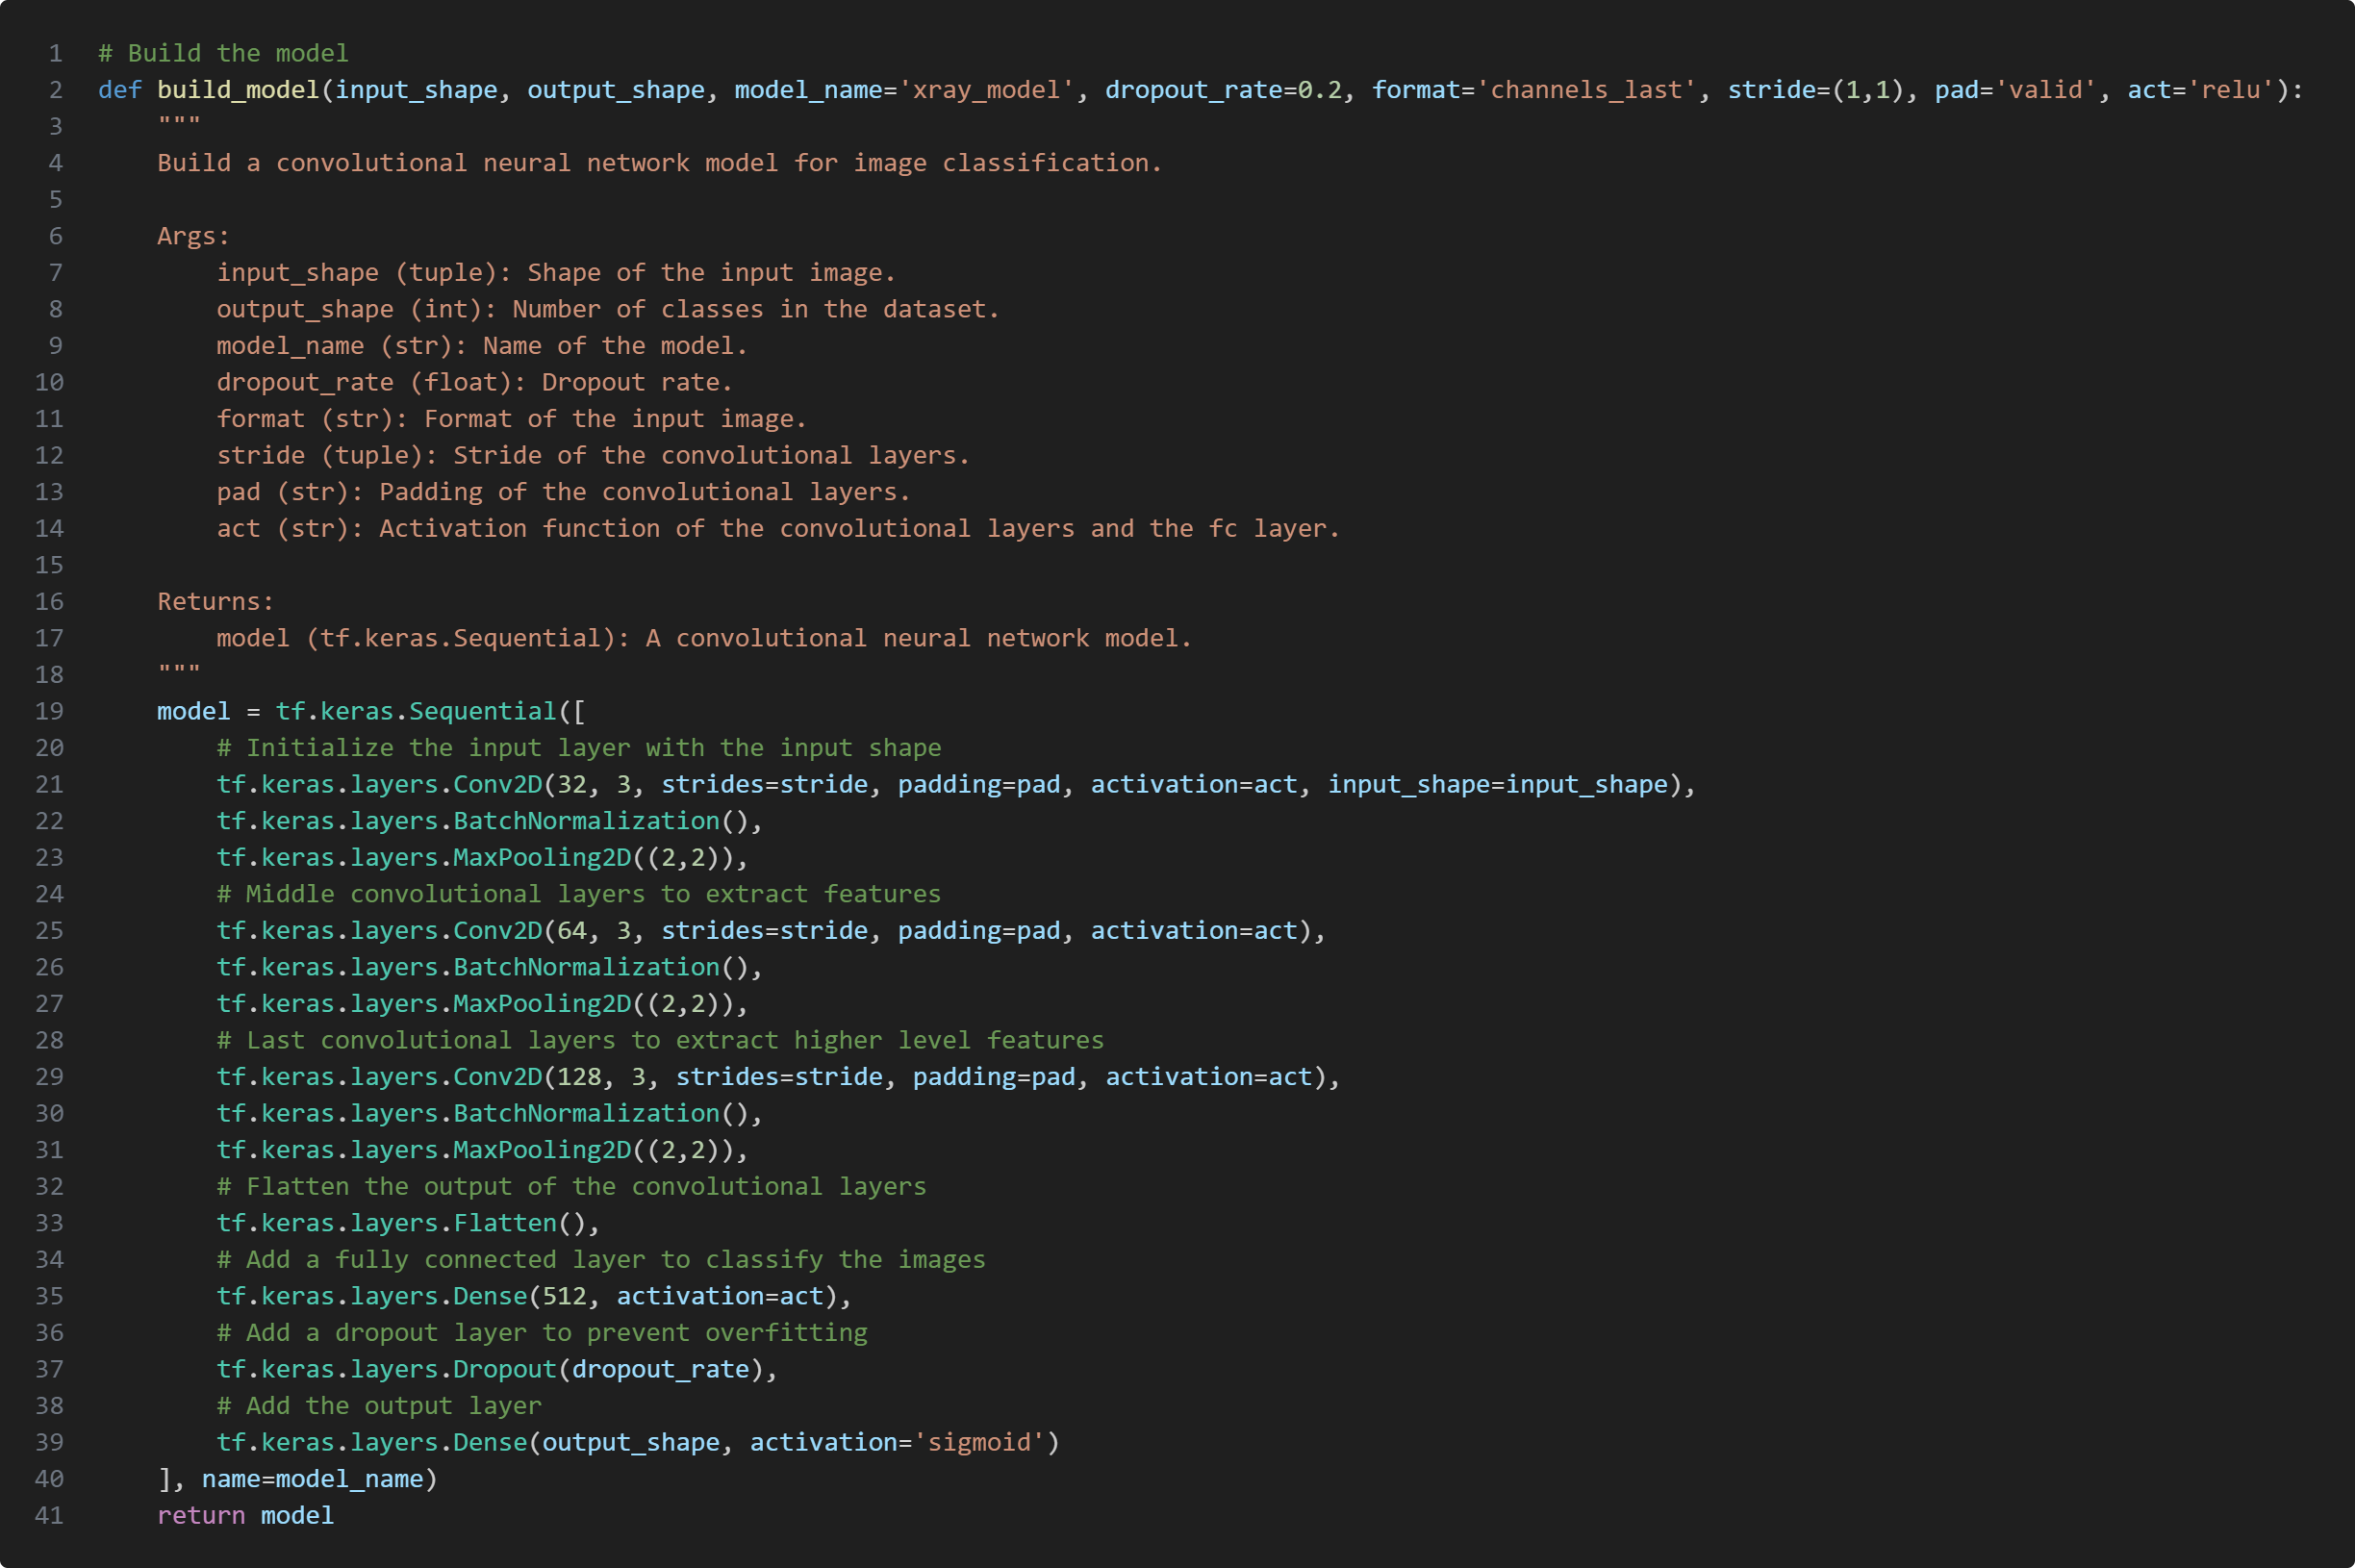 1 # Build the model
2 def build_model(input_shape, output_shape, model_name='xray_model', dropout_rate=0.2, format='channels_last', stride=(1,1), pad='valid', act='relu'):
3     """
4     Build a convolutional neural network model for image classification.
5
6     Args:
7         input_shape (tuple): Shape of the input image.
8         output_shape (int): Number of classes in the dataset.
9         model_name (str): Name of the model.
10         dropout_rate (float): Dropout rate.
11         format (str): Format of the input image.
12         stride (tuple): Stride of the convolutional layers.
13         pad (str): Padding of the convolutional layers.
14         act (str): Activation function of the convolutional layers and the fc layer.
15
16     Returns:
17         model (tf.keras.Sequential): A convolutional neural network model.
18     """
19     model = tf.keras.Sequential([
20         # Initialize the input layer with the input shape
21         tf.keras.layers.Conv2D(32, 3, strides=stride, padding=pad, activation=act, input_shape=input_shape),
22         tf.keras.layers.BatchNormalization(),
23         tf.keras.layers.MaxPooling2D((2,2)),
24         # Middle convolutional layers to extract features
25         tf.keras.layers.Conv2D(64, 3, strides=stride, padding=pad, activation=act),
26         tf.keras.layers.BatchNormalization(),
27         tf.keras.layers.MaxPooling2D((2,2)),
28         # Last convolutional layers to extract higher level features
29         tf.keras.layers.Conv2D(128, 3, strides=stride, padding=pad, activation=act),
30         tf.keras.layers.BatchNormalization(),
31         tf.keras.layers.MaxPooling2D((2,2)),
32         # Flatten the output of the convolutional layers
33         tf.keras.layers.Flatten(),
34         # Add a fully connected layer to classify the images
35         tf.keras.layers.Dense(512, activation=act),
36         # Add a dropout layer to prevent overfitting
37         tf.keras.layers.Dropout(dropout_rate),
38         # Add the output layer
39         tf.keras.layers.Dense(output_shape, activation='sigmoid')
40     ], name=model_name)
41     return model